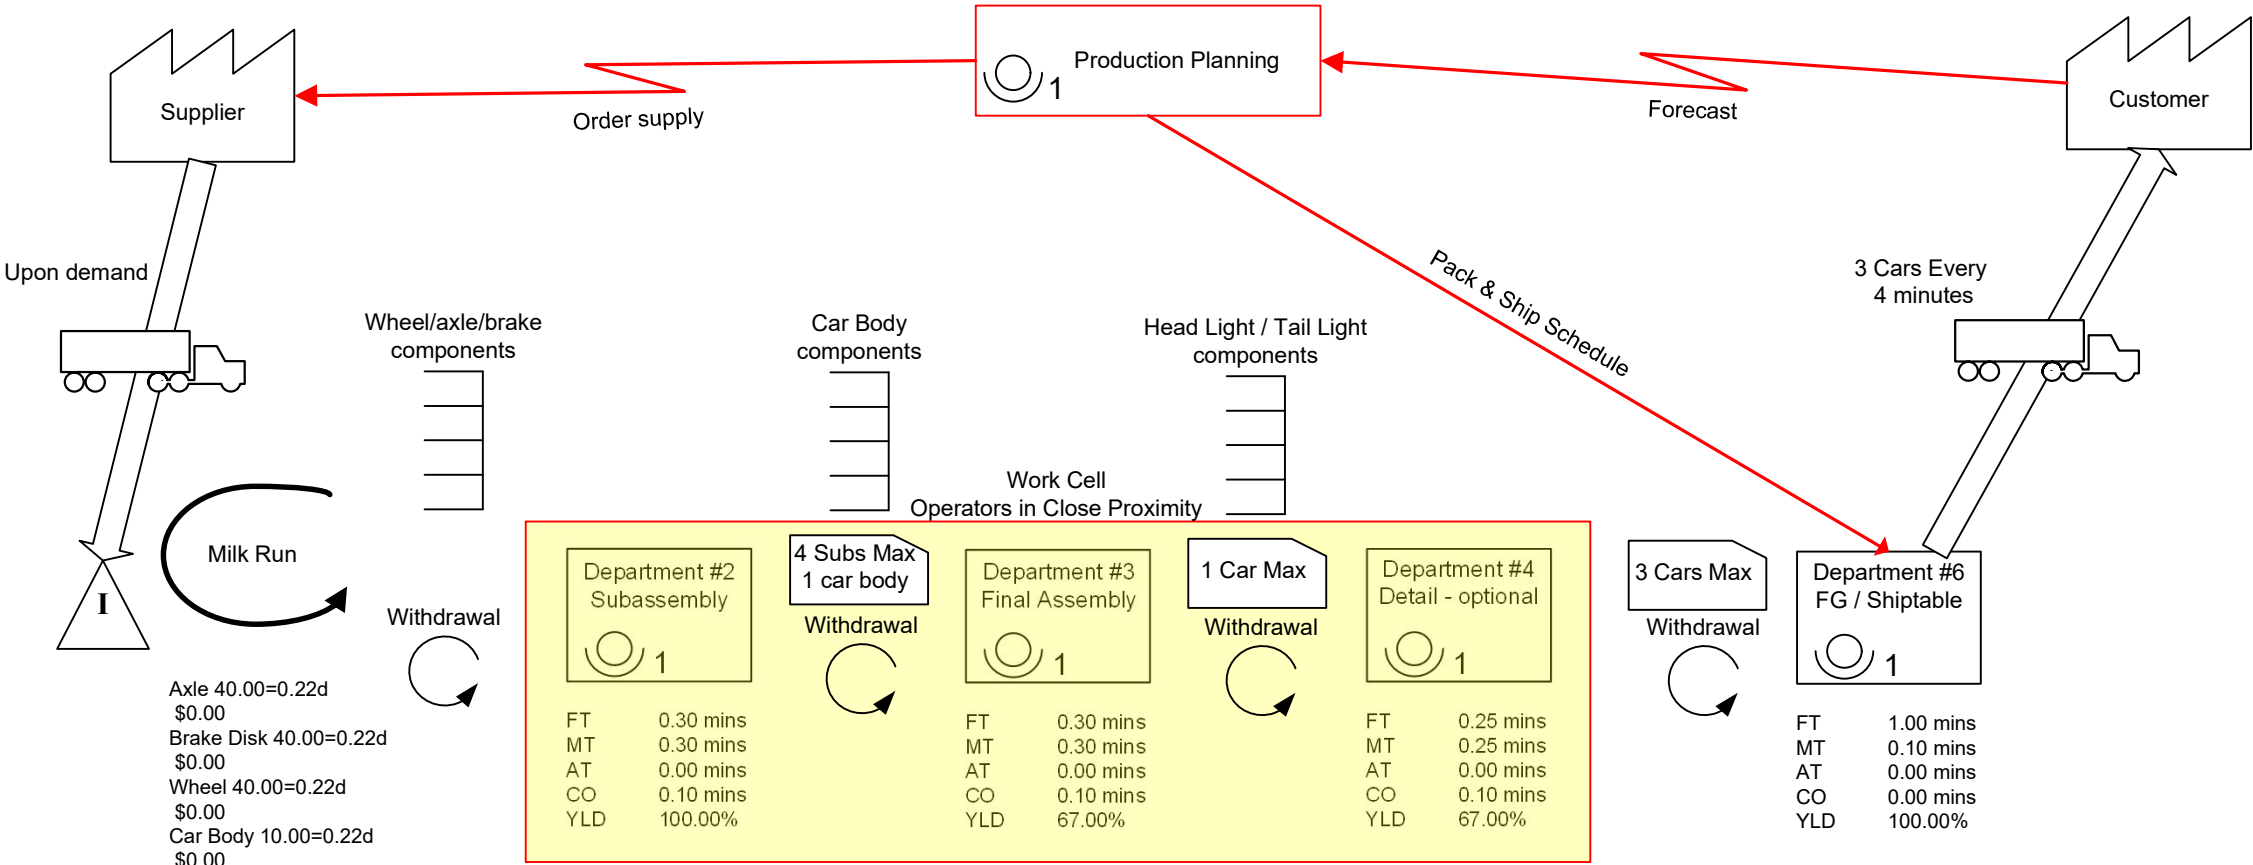 Production Planning
1
Supplier
Customer
Order supply
Forecast
Upon demand
Pack & Ship Schedule
3 Cars Every
4 minutes
Wheel/axle/brake
components
Car Body
components
Head Light / Tail Light
components
Work Cell
Operators in Close Proximity
Milk Run
I
Withdrawal
Department #2
Subassembly
1
4 Subs Max
1 car body
Withdrawal
Department #3
Final Assembly
1
1 Car Max
Withdrawal
Department #4
Detail - optional
1
3 Cars Max
Withdrawal
Department #6
FG / Shiptable
1
Axle 40.00=0.22d
$0.00
Brake Disk 40.00=0.22d
$0.00
Wheel 40.00=0.22d
$0.00
Car Body 10.00=0.22d
$0.00
FT 0.30 mins
MT 0.30 mins
AT 0.00 mins
CO 0.10 mins
YLD 100.00%
FT 0.30 mins
MT 0.30 mins
AT 0.00 mins
CO 0.10 mins
YLD 67.00%
FT 0.25 mins
MT 0.25 mins
AT 0.00 mins
CO 0.10 mins
YLD 67.00%
FT 1.00 mins
MT 0.10 mins
AT 0.00 mins
CO 0.00 mins
YLD 100.00%